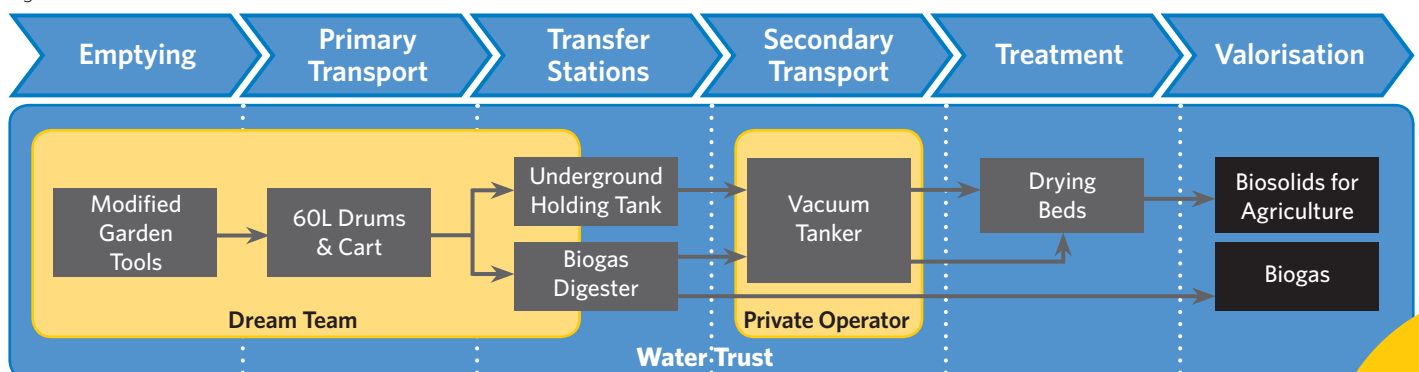 Emptying
Primary
Transport
Transfer
Stations
Secondary
Transport
Treatment
Valorisation
Modified
Garden
Tools
60L Drums
& Cart
Underground
Holding Tank
Biogas
Digester
Vacuum
Tanker
Drying
Beds
Biosolids for
Agriculture
Biogas
Dream Team
Private Operator
Water Trust